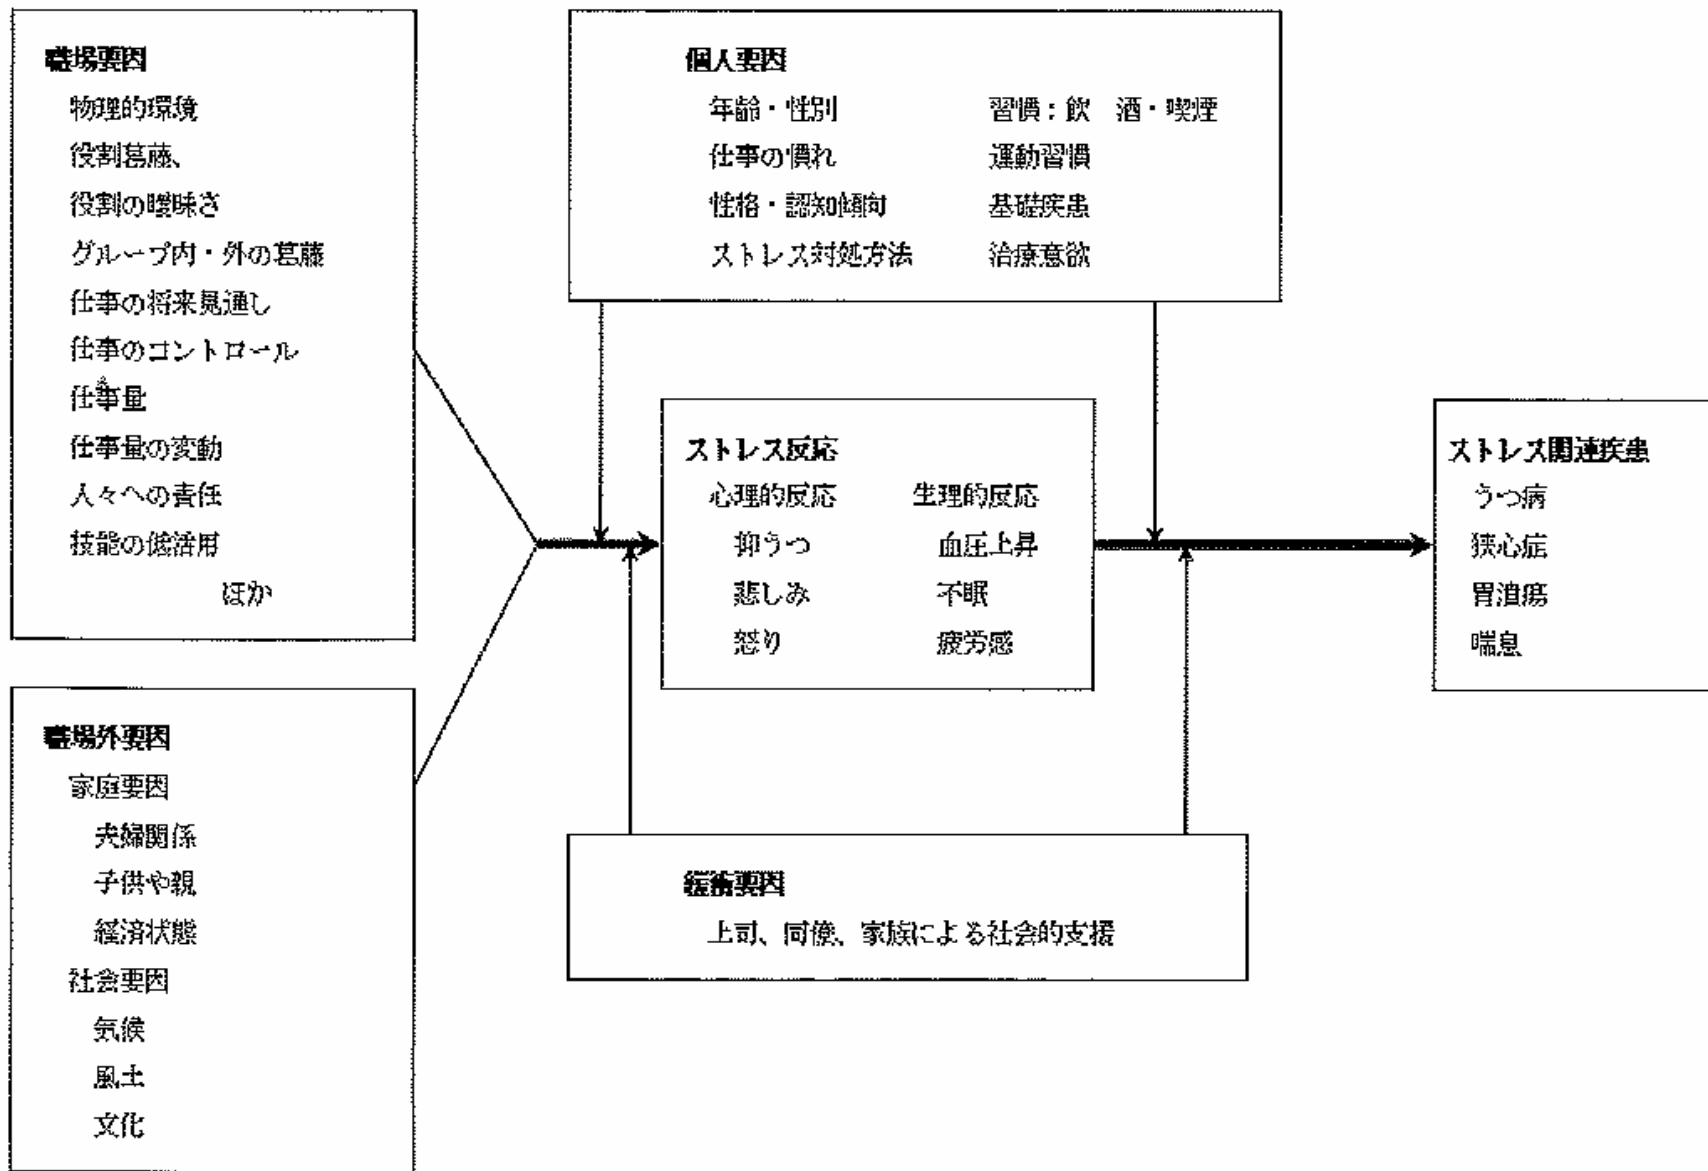 職場要因
物理的環境
役割葛藤、
役割の曖昧さ
グループ内・外の葛藤
仕事の将来見通し
仕事のコントロール
仕事量
仕事量の変動
人々への責任
技能の低活用
ほか
職場外要因
家庭要因
夫婦関係
子供や親
経済状態
社会要因
気候
風土
文化
個人要因
年齢・性別 習慣：飲 酒・喫煙
仕事の慣れ 運動習慣
性格・認知傾向 基礎疾患
ストレス対処方法 治療意欲
ストレス反応
心理的反応 生理的反応
抑うつ 血圧上昇
悲しみ 不眠
怒り 疲労感
緩衝要因
上司、同僚、家族による社会的支援
ストレス関連疾患
うつ病
狭心症
胃潰瘍
喘息